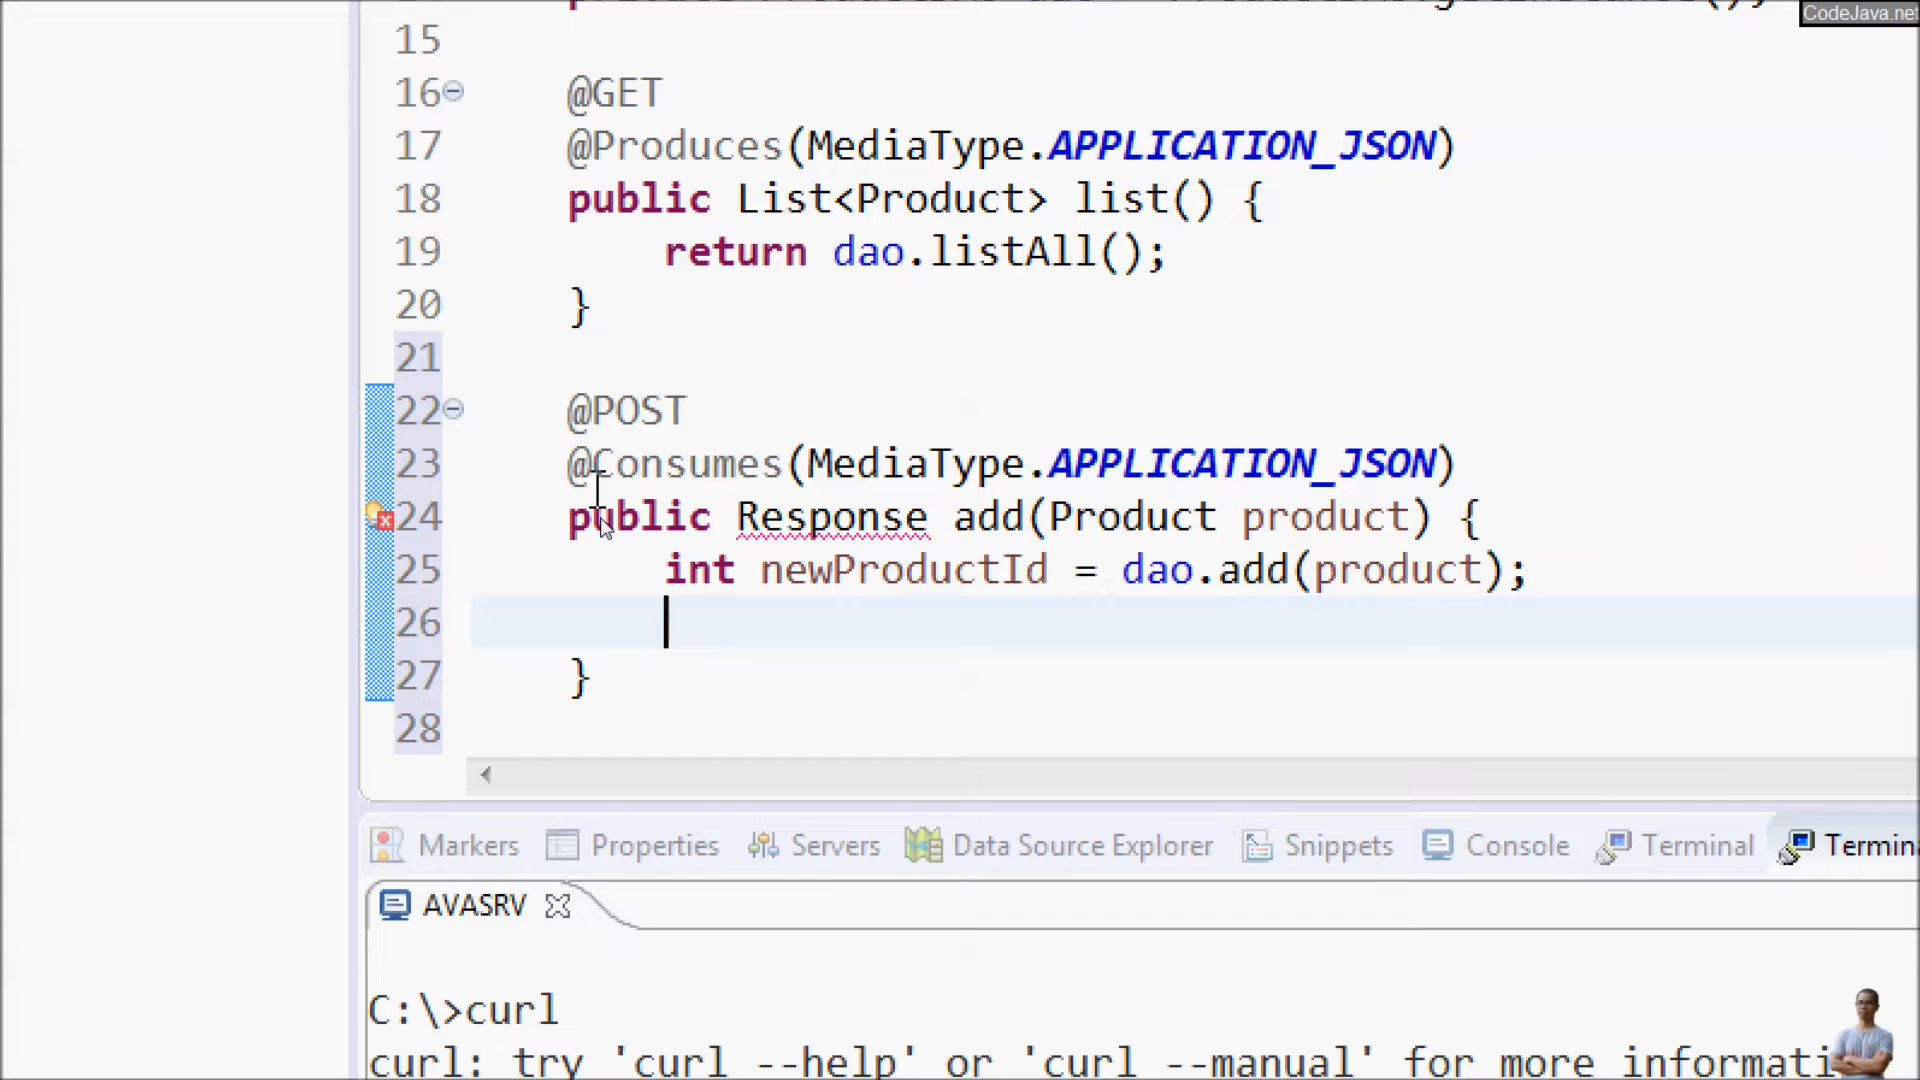 CodeJava.net
15
16 @GET
17 @Produces(MediaType.APPLICATION_JSON)
18 public List<Product> list() {
19 return dao.listAll();
20 }
21
22 @POST
23 @Consumes(MediaType.APPLICATION_JSON)
24 public Response add(Product product) {
25 int newProductId = dao.add(product);
26
27 }
28
Markers Properties Servers Data Source Explorer Snippets Console Terminal Termin
AVASRV
C:\>curl
curl: try 'curl --help' or 'curl --manual' for more informati